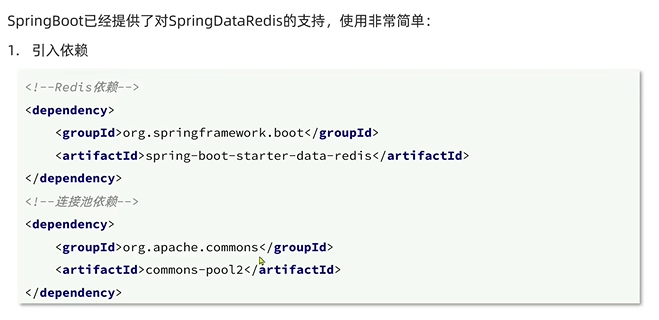 SpringBoot已经提供了对SpringDataRedis的支持，使用非常简单：
1. 引入依赖
<!--Redis依赖-->
<dependency>
    <groupId>org.springframework.boot</groupId>
    <artifactId>spring-boot-starter-data-redis</artifactId>
</dependency>
<!--连接池依赖-->
<dependency>
    <groupId>org.apache.commons</groupId>
    <artifactId>commons-pool2</artifactId>
</dependency>